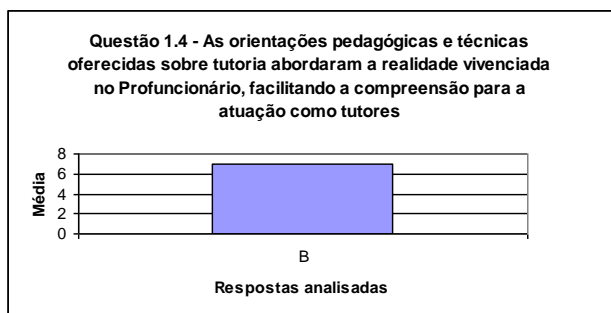 Questão 1.4 - As orientações pedagógicas e técnicas
oferecidas sobre tutoria abordaram a realidade vivenciada
no Profuncionário, facilitando a compreensão para a
atuação como tutores
8
6
4
2
0
Média
B
Respostas analisadas